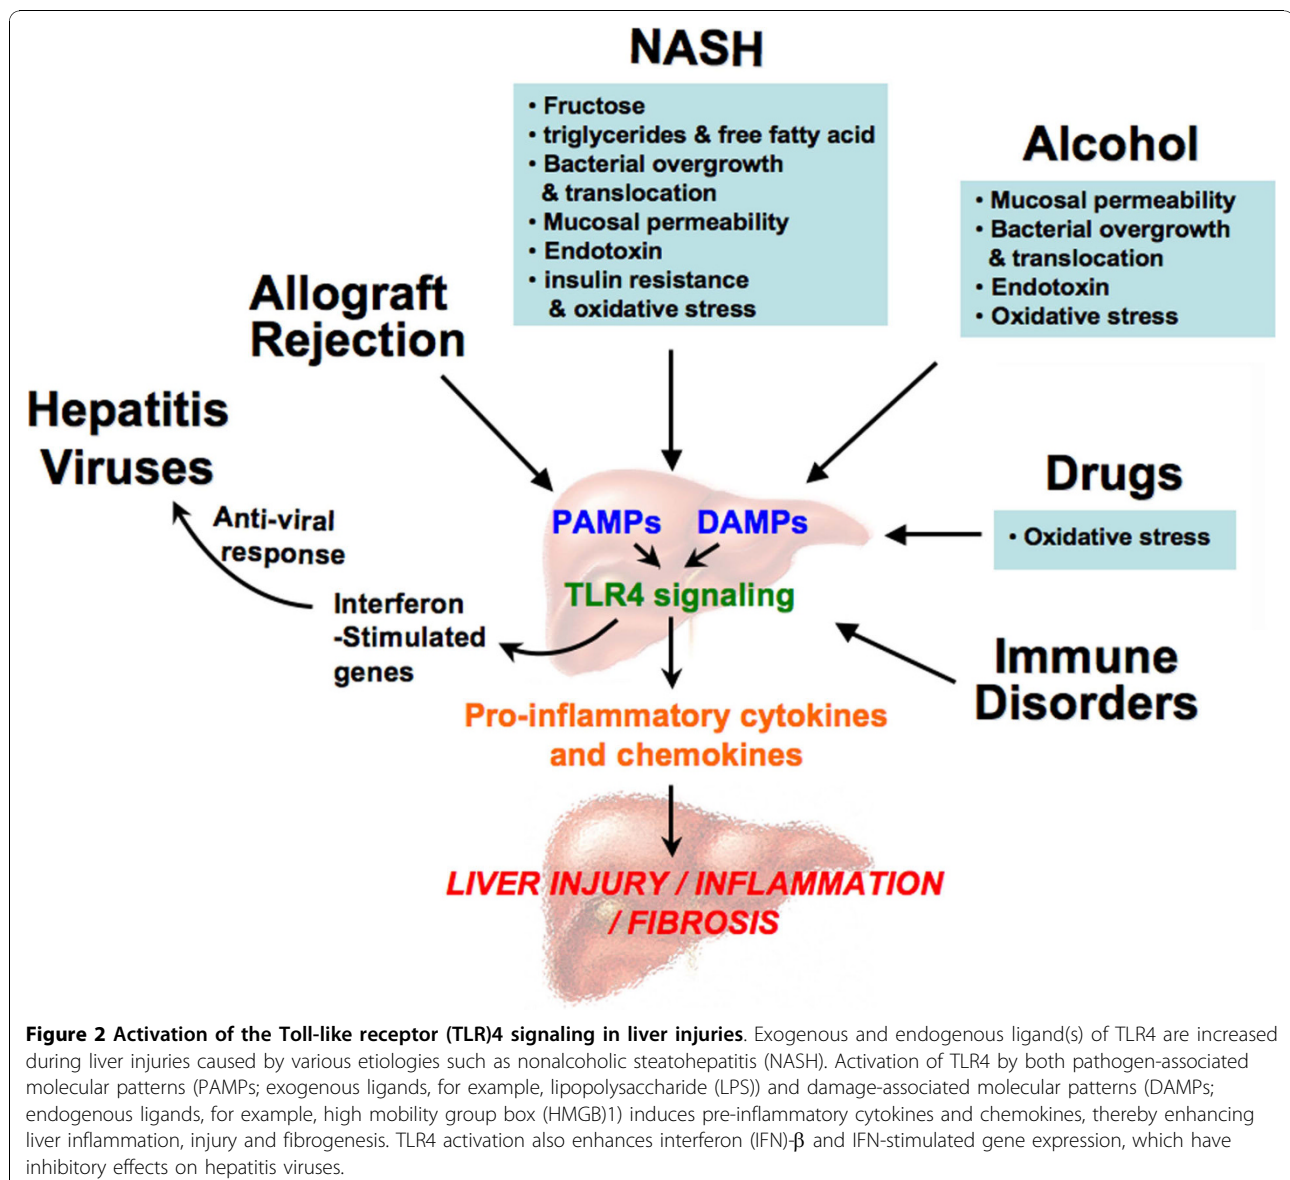 NASH
• Fructose
• triglycerides & free fatty acid
• Bacterial overgrowth
& translocation
• Mucosal permeability
• Endotoxin
• insulin resistance
& oxidative stress
Alcohol
• Mucosal permeability
• Bacterial overgrowth
& translocation
• Endotoxin
• Oxidative stress
Allograft
Rejection
Hepatitis
Viruses
Drugs
• Oxidative stress
Anti-viral
response
PAMPs DAMPs
TLR4 signaling
Interferon
-Stimulated
genes
Immune
Disorders
Pro-inflammatory cytokines
and chemokines
LIVER INJURY / INFLAMMATION
/ FIBROSIS
Figure 2 Activation of the Toll-like receptor (TLR)4 signaling in liver injuries. Exogenous and endogenous ligand(s) of TLR4 are increased
during liver injuries caused by various etiologies such as nonalcoholic steatohepatitis (NASH). Activation of TLR4 by both pathogen-associated
molecular patterns (PAMPs; exogenous ligands, for example, lipopolysaccharide (LPS)) and damage-associated molecular patterns (DAMPs;
endogenous ligands, for example, high mobility group box (HMGB)1) induces pre-inflammatory cytokines and chemokines, thereby enhancing
liver inflammation, injury and fibrogenesis. TLR4 activation also enhances interferon (IFN)-β and IFN-stimulated gene expression, which have
inhibitory effects on hepatitis viruses.